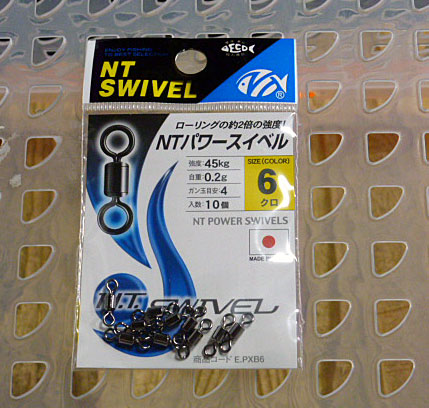 ENJOY FISHING
NT
SWIVEL
ECO
®
ローリングの約2倍の強度!
NTパワースイベル
強度:45kg
自重:0.2g
ガン玉目安:4
入数:10個
SIZE(COLOR)
6
クロ
NT POWER SWIVELS
MADE
N.T. SWIVEL
商品コード E.PXB6